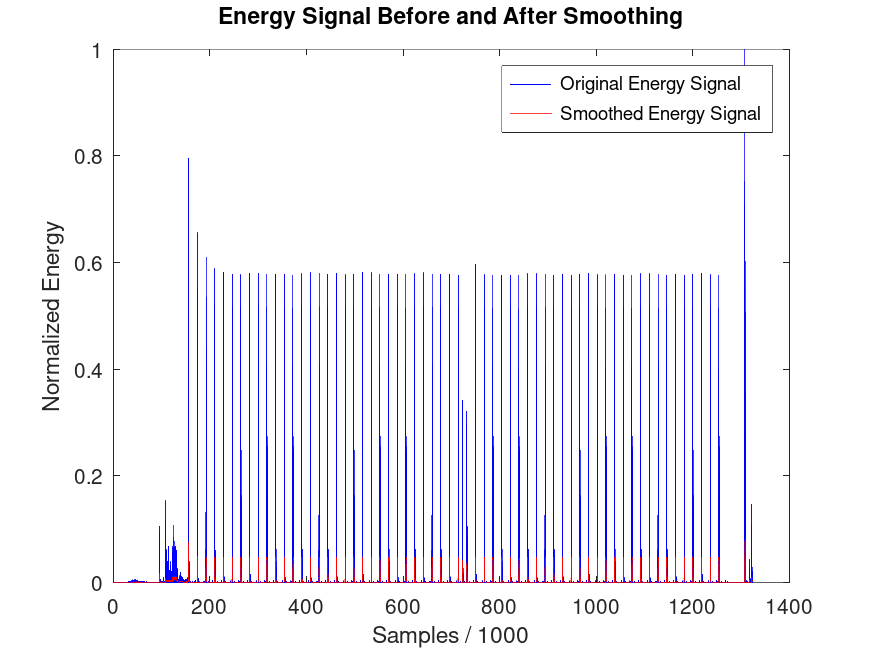 Energy Signal Before and After Smoothing
Original Energy Signal
Smoothed Energy Signal
Normalized Energy
1
0.8
0.6
0.4
0.2
0
0 200 400 600 800 1000 1200 1400
Samples / 1000